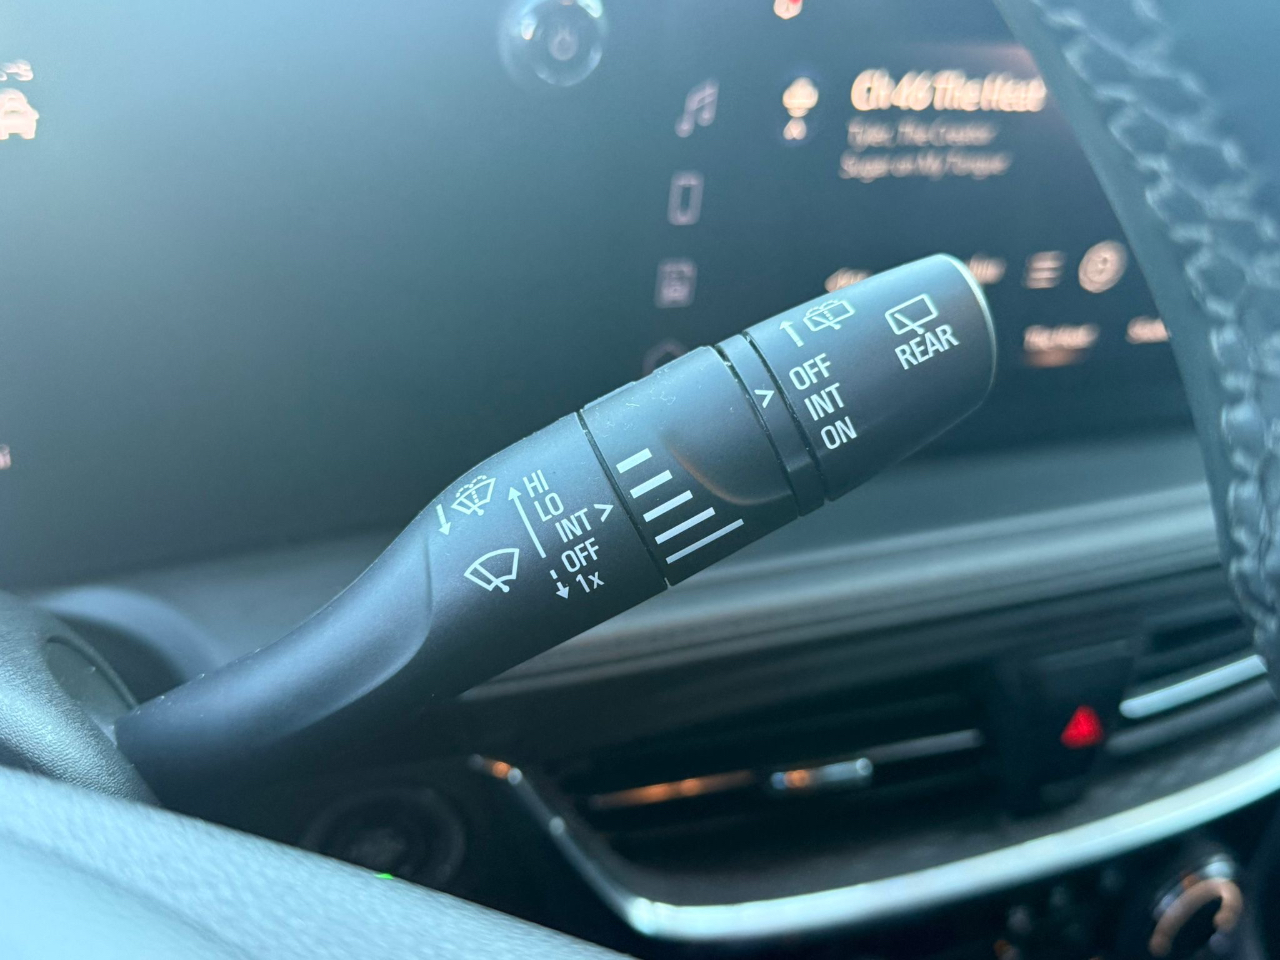 Ch 46 The Heat
Tyler, The Creator
Sugar on My Tongue
OFF
INT
ON
REAR
HI
LO
INT >
OFF
1x